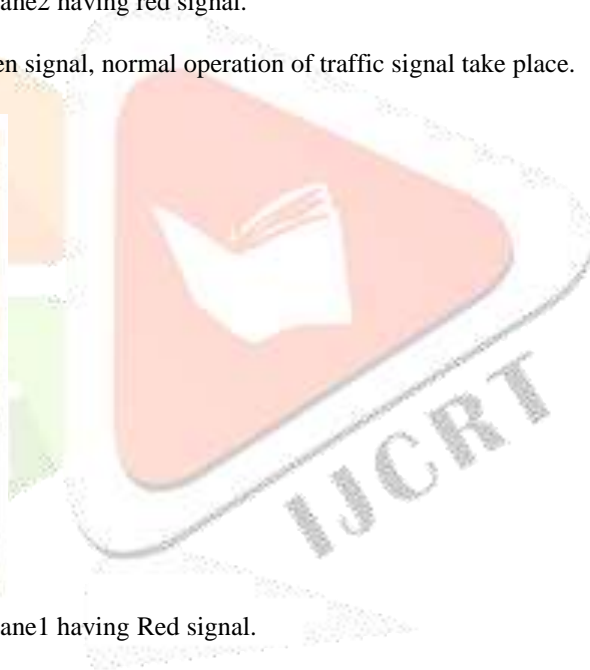 ane2 having red signal.
en signal, normal operation of traffic signal take place.
IJCRT
ane1 having Red signal.